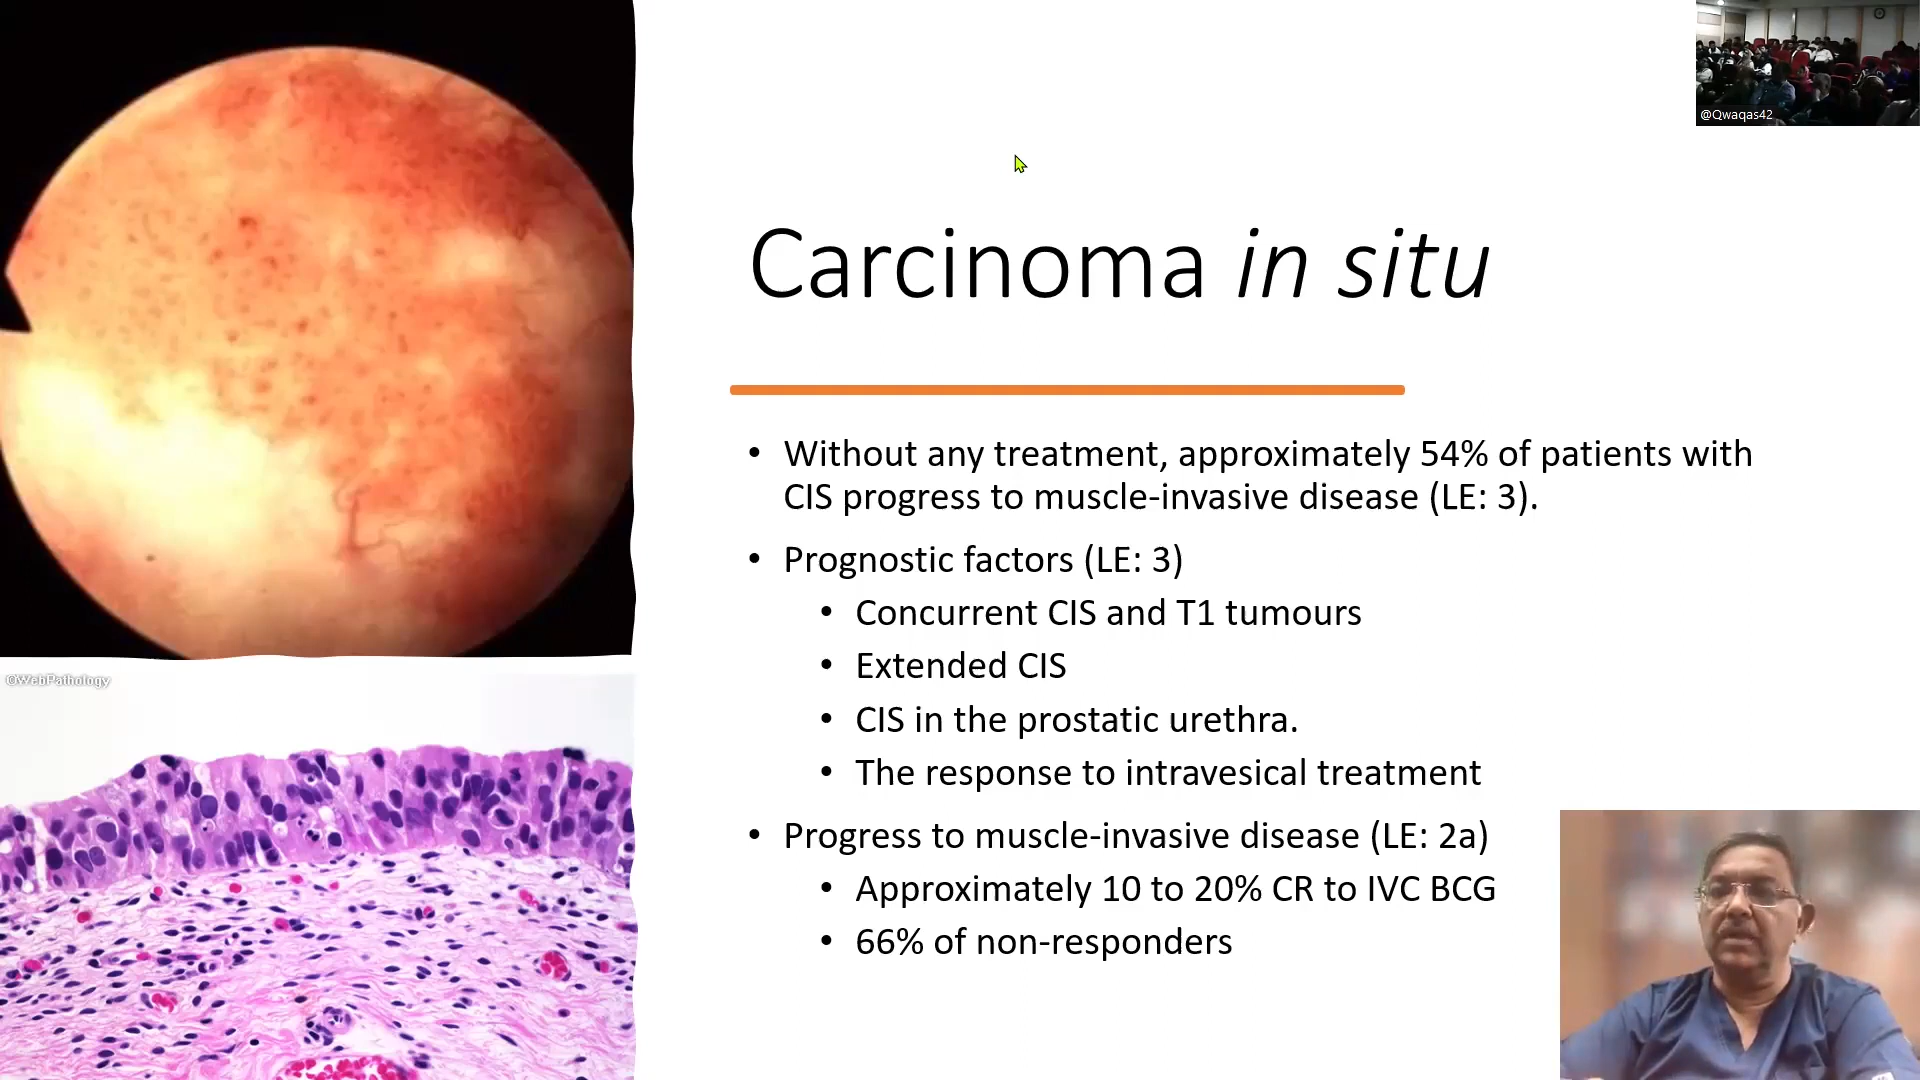 @Qwaqas42
Carcinoma in situ
• Without any treatment, approximately 54% of patients with
CIS progress to muscle-invasive disease (LE: 3).
• Prognostic factors (LE: 3)
• Concurrent CIS and T1 tumours
• Extended CIS
• CIS in the prostatic urethra.
• The response to intravesical treatment
• Progress to muscle-invasive disease (LE: 2a)
• Approximately 10 to 20% CR to IVC BCG
• 66% of non-responders
©WebPathology